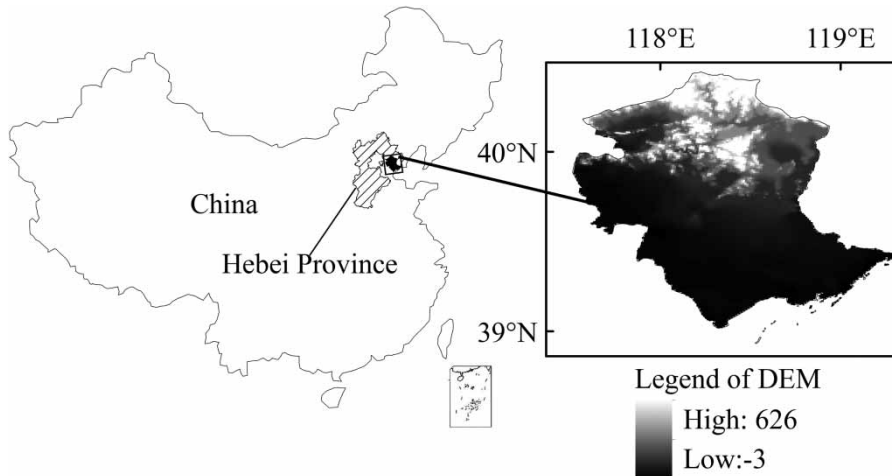 118°E
119°E
40°N
39°N
China
Hebei Province
Legend of DEM
High: 626
Low:-3